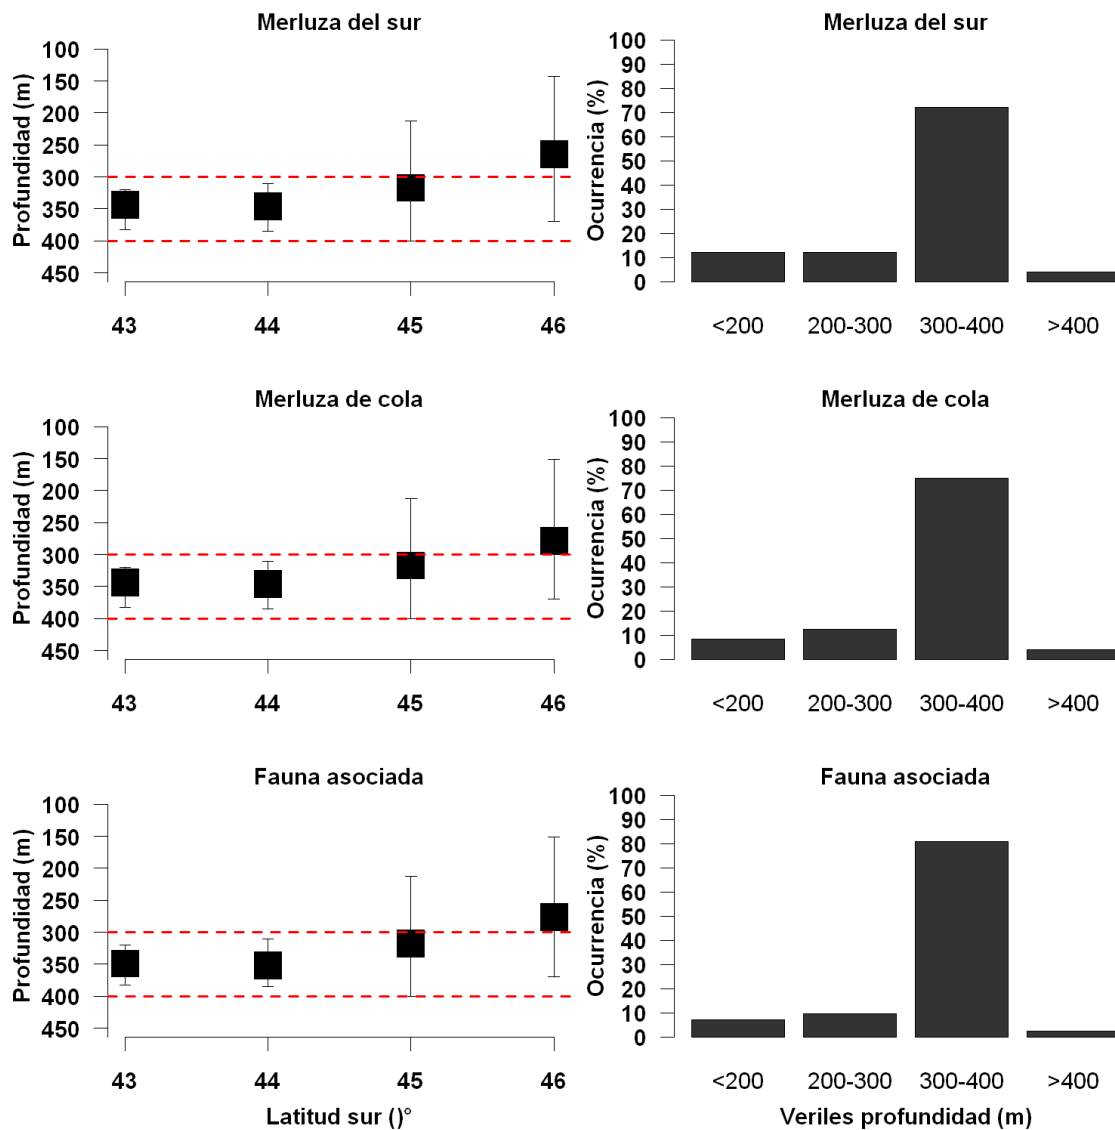 Merluza del sur
Profundidad (m)
100
150
200
250
300
350
400
450
43 44 45 46
Merluza del sur
Ocurrencia (%)
100
90
80
70
60
50
40
30
20
10
0
<200 200-300 300-400 >400
Merluza de cola
Profundidad (m)
100
150
200
250
300
350
400
450
43 44 45 46
Merluza de cola
Ocurrencia (%)
100
90
80
70
60
50
40
30
20
10
0
<200 200-300 300-400 >400
Fauna asociada
Profundidad (m)
100
150
200
250
300
350
400
450
43 44 45 46
Latitud sur ()°
Fauna asociada
Ocurrencia (%)
100
90
80
70
60
50
40
30
20
10
0
<200 200-300 300-400 >400
Veriles profundidad (m)